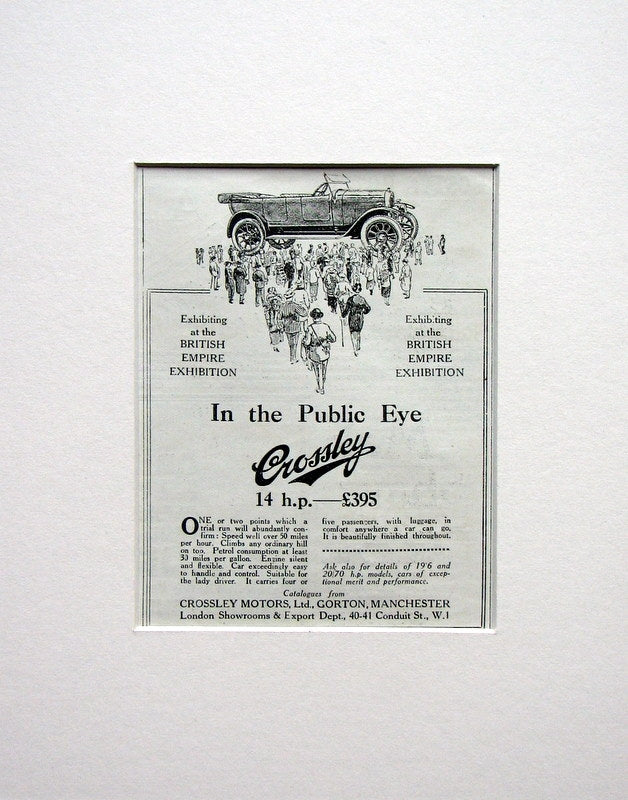 Exhibiting
at the
BRITISH
EMPIRE
EXHIBITION
Exhibiting
at the
BRITISH
EMPIRE
EXHIBITION
In the Public Eye
Crossley
14 h.p.—£395
ONE or two points which a
trial run will abundantly con-
firm: Speed well over 50 miles
per hour. Climbs any ordinary hill
on top. Petrol consumption at least
30 miles per gallon. Engine silent
and flexible. Car exceedingly easy
to handle and control. Suitable for
the lady driver. It carries four or
five passengers, with luggage, in
comfort anywhere a car can go.
It is beautifully finished throughout.
Ask also for details of 19'6 and
20/70 h.p. models, cars of excep-
tional merit and performance.
Catalogues from
CROSSLEY MOTORS, Ltd., GORTON, MANCHESTER
London Showrooms & Export Dept., 40-41 Conduit St., W.1